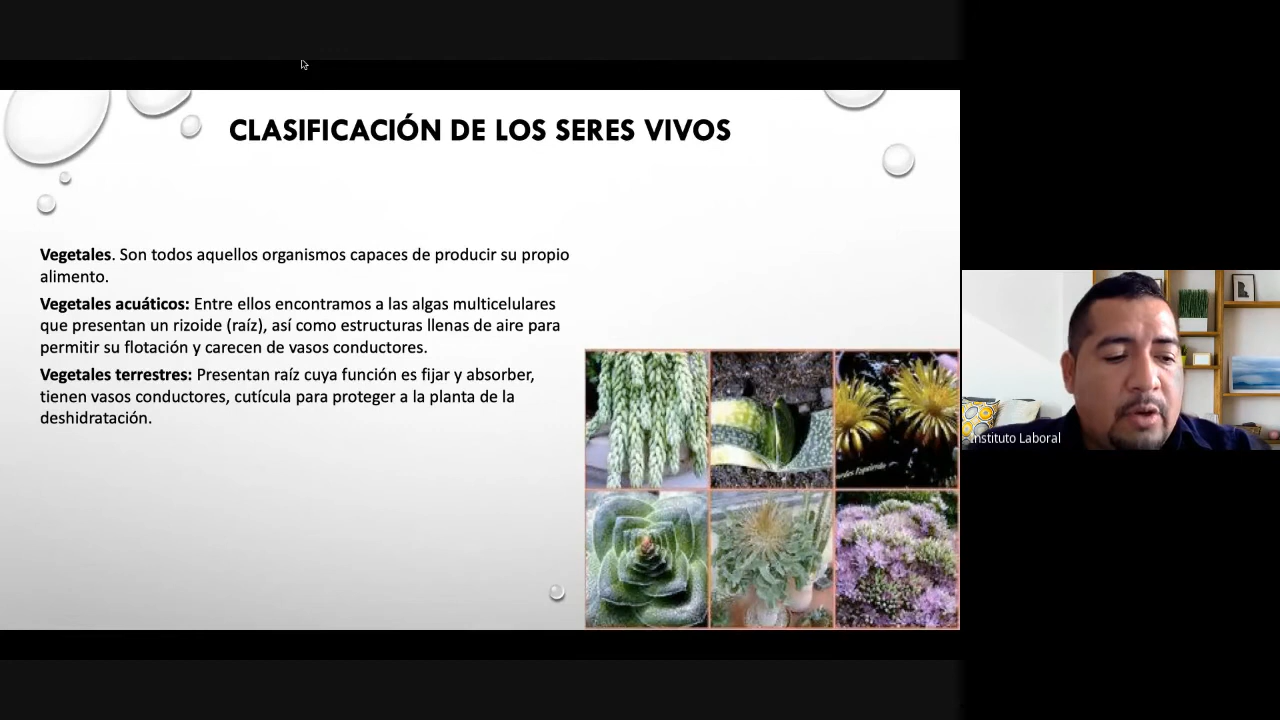 CLASIFICACIÓN DE LOS SERES VIVOS
Vegetales. Son todos aquellos organismos capaces de producir su propio
alimento.
Vegetales acuáticos: Entre ellos encontramos a las algas multicelulares
que presentan un rizoide (raíz), así como estructuras llenas de aire para
permitir su flotación y carecen de vasos conductores.
Vegetales terrestres: Presentan raíz cuya función es fijar y absorber,
tienen vasos conductores, cutícula para proteger a la planta de la
deshidratación.
Instituto Laboral